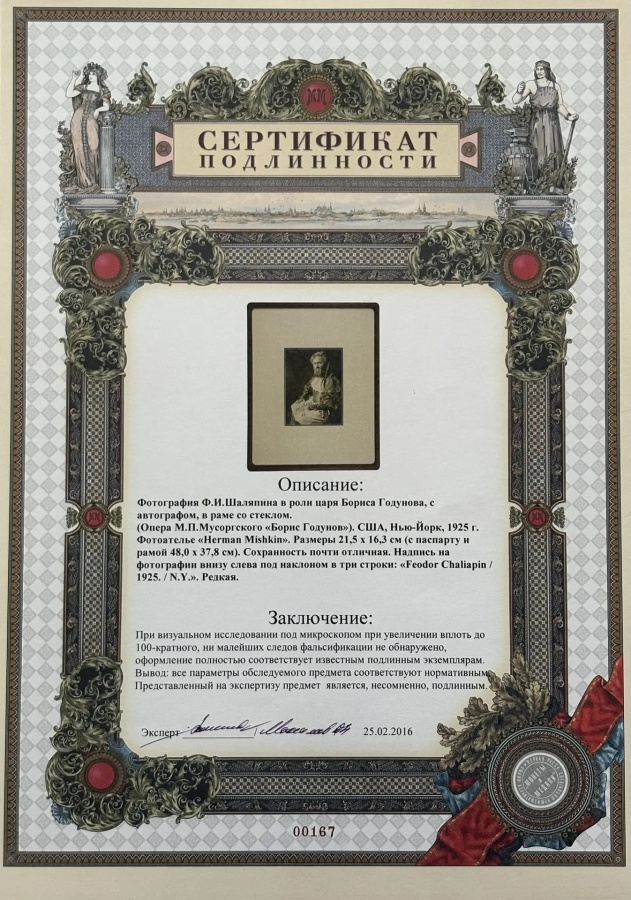 ММ
СЕРТИФИКАТ
ПОДЛИННОСТИ
Описание:
Фотография Ф.И.Шаляпина в роли царя Бориса Годунова, с
автографом, в раме со стеклом.
(Опера М.П.Мусоргского «Борис Годунов»). США, Нью-Йорк, 1925 г.
Фотоателье «Herman Mishkin». Размеры 21,5 х 16,3 см (с паспарту и
рамой 48,0 х 37,8 см). Сохранность почти отличная. Надпись на
фотографии внизу слева под наклоном в три строки: «Feodor Chaliapin /
1925. / N.Y.». Редкая.
Заключение:
При визуальном исследовании под микроскопом при увеличении вплоть до
100-кратного, ни малейших следов фальсификации не обнаружено,
оформление полностью соответствует известным подлинным экземплярам.
Вывод: все параметры обследуемого предмета соответствуют нормативным.
Представленный на экспертизу предмет является, несомненно, подлинным.
Эксперт 25.02.2016
00167